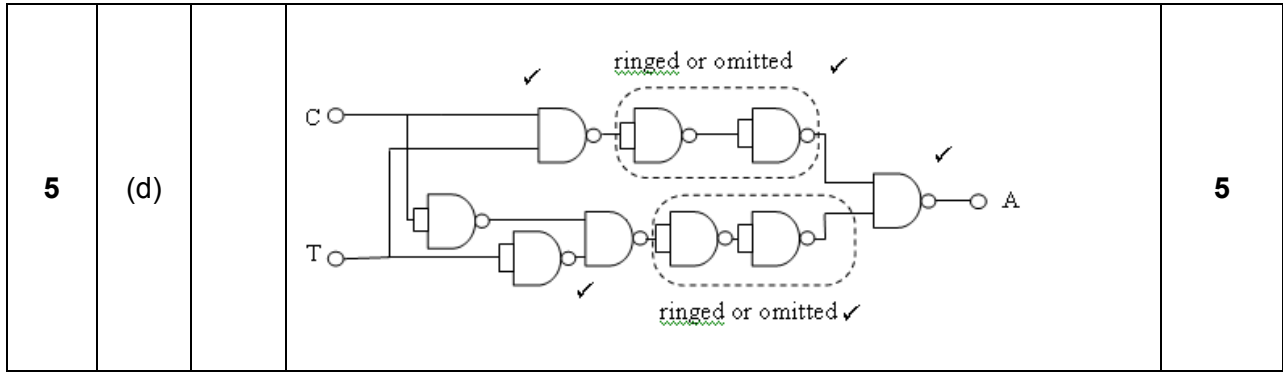 5
(d)
ringed or omitted ✓
✓
C
✓
A
5
T
✓
ringed or omitted ✓